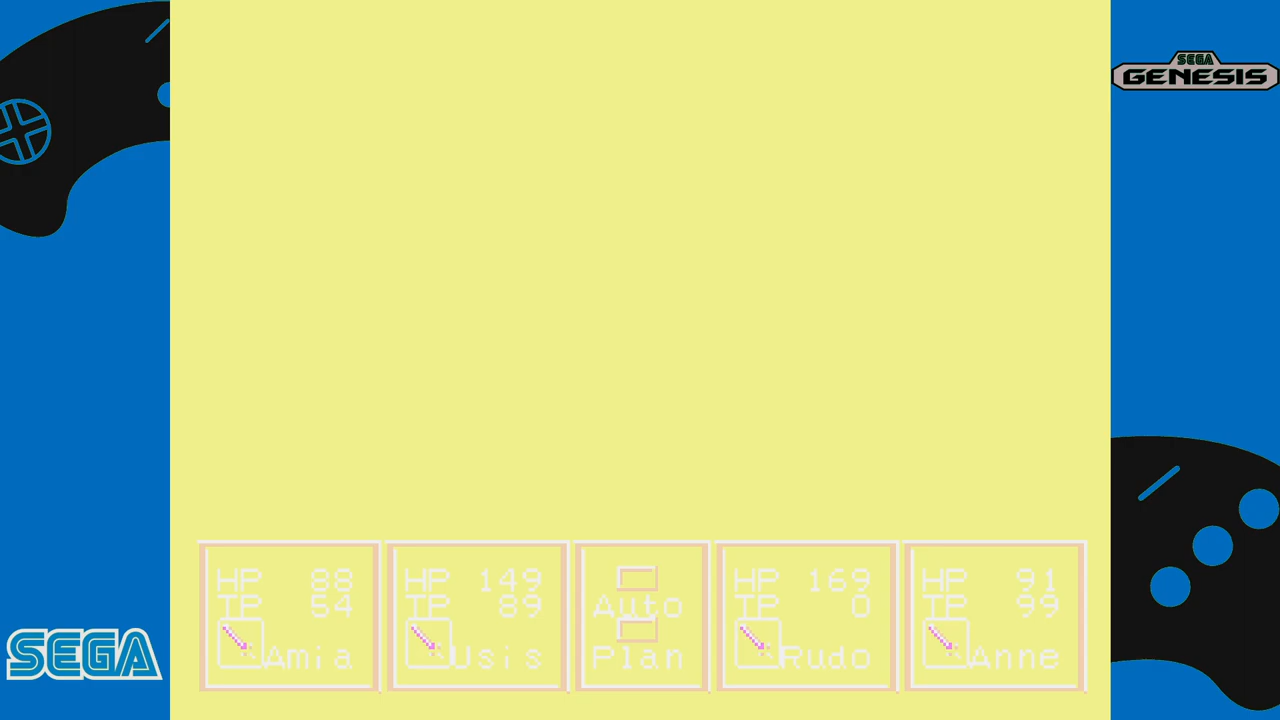 SEGA
GENESIS
HP 88
TP 54
Amia
HP 149
TP 89
Usis
Auto
Plan
HP 169
TP 0
Rudo
HP 91
TP 99
Anne
SEGA